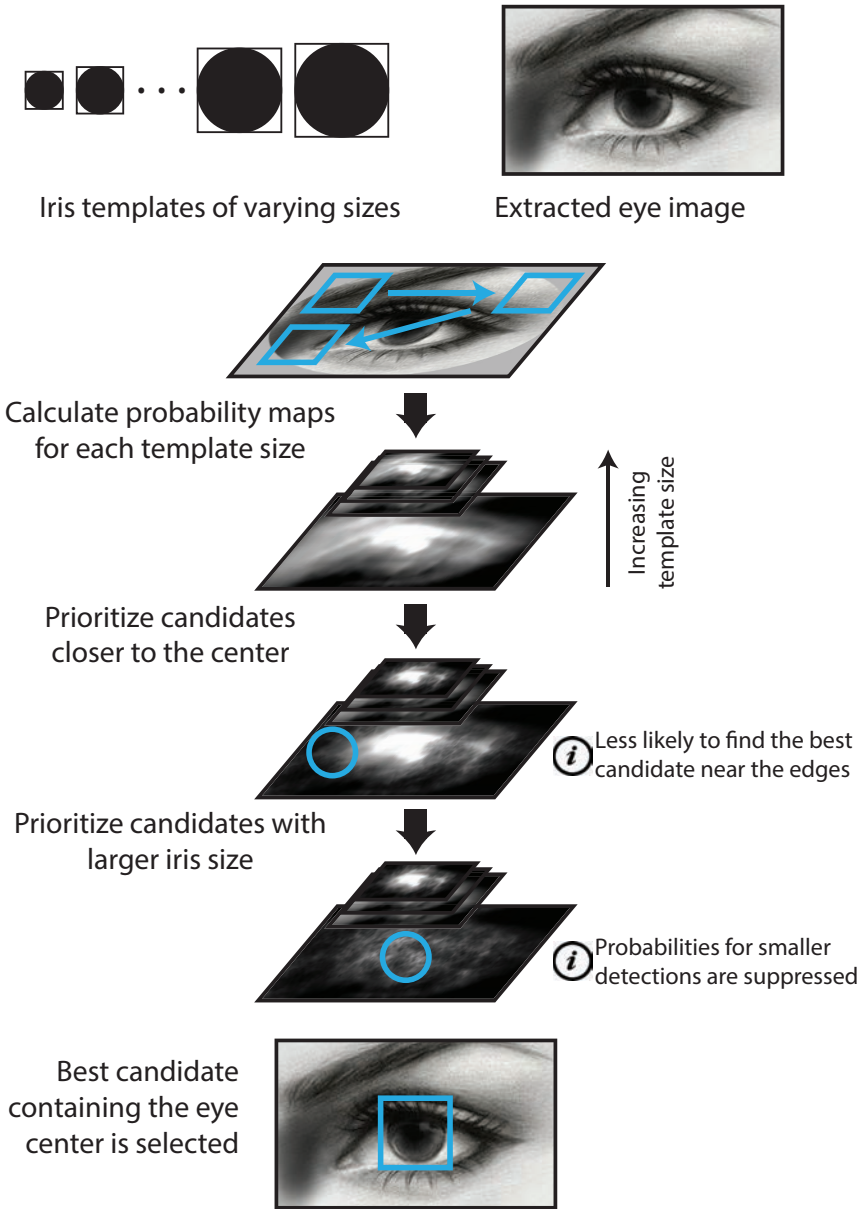 Iris templates of varying sizes
Extracted eye image
Calculate probability maps
for each template size
Increasing
template size
Prioritize candidates
closer to the center
i
Less likely to find the best
candidate near the edges
Prioritize candidates with
larger iris size
i
Probabilities for smaller
detections are suppressed
Best candidate
containing the eye
center is selected